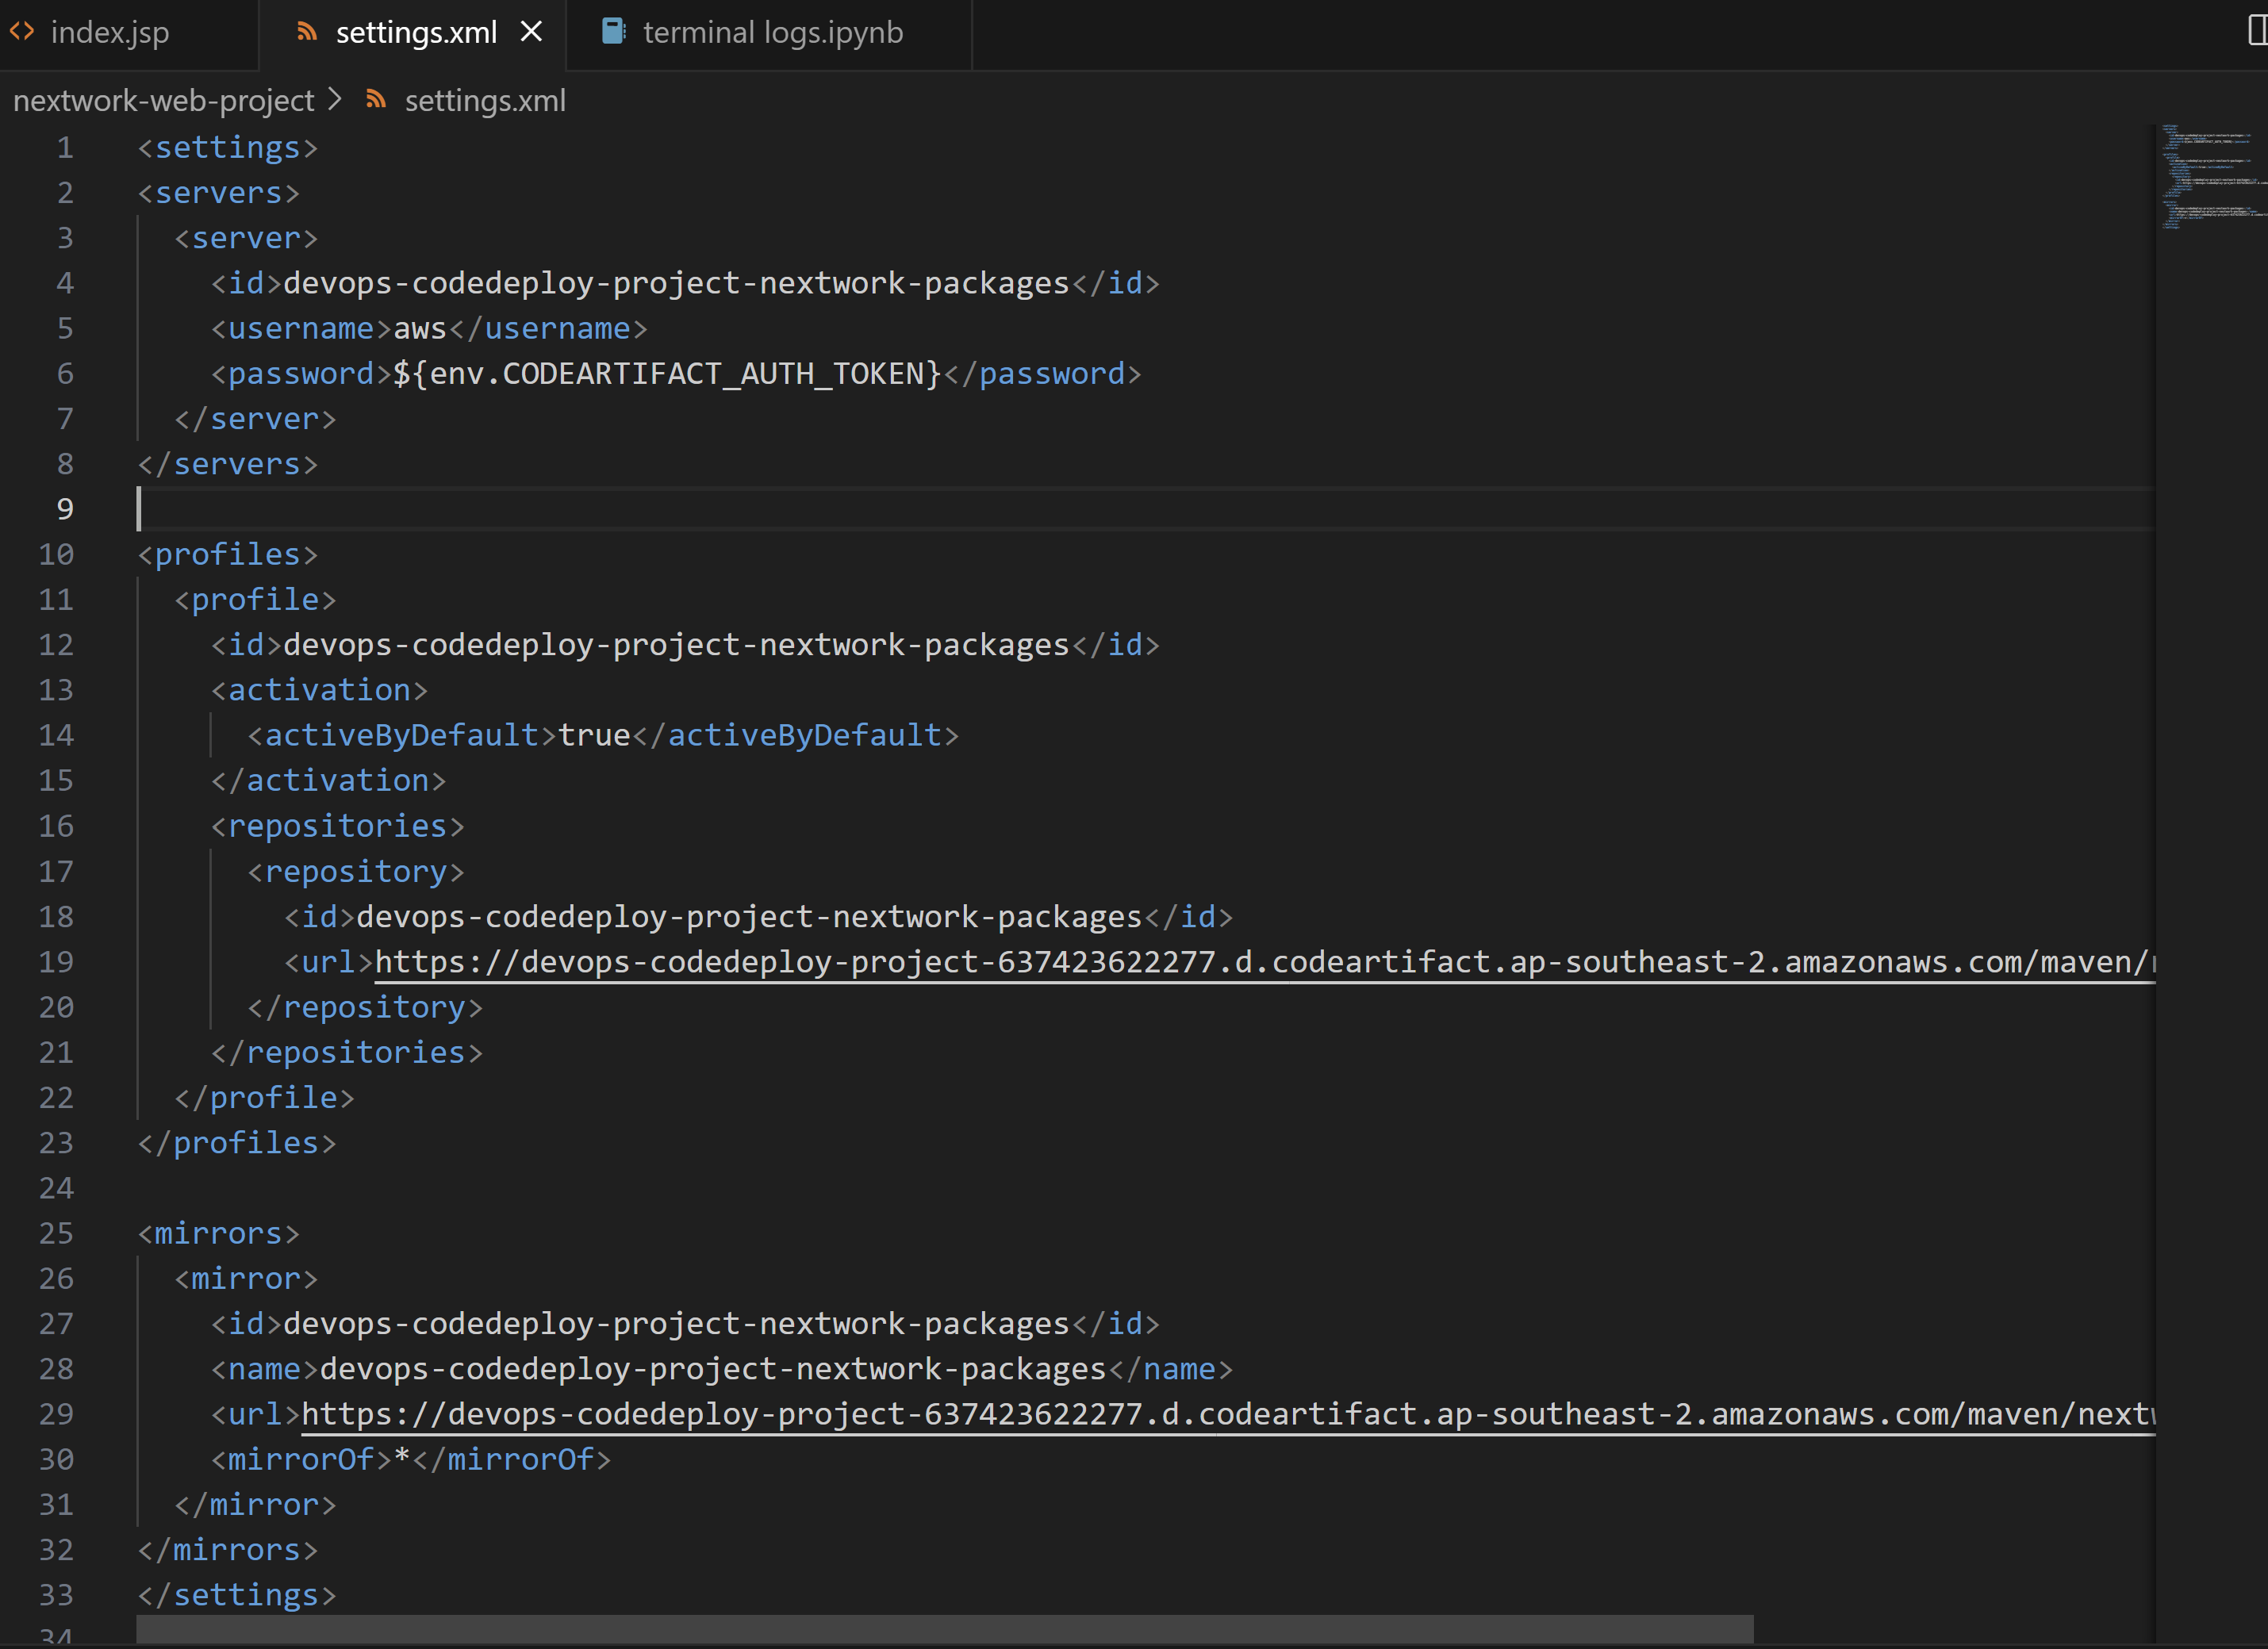 index.jsp settings.xml terminal logs.ipynb
nextwork-web-project settings.xml
1 <settings>
2 <servers>
3 <server>
4 <id>devops-codedeploy-project-nextwork-packages</id>
5 <username>aws</username>
6 <password>${env.CODEARTIFACT_AUTH_TOKEN}</password>
7 </server>
8 </servers>
9
10 <profiles>
11 <profile>
12 <id>devops-codedeploy-project-nextwork-packages</id>
13 <activation>
14 <activeByDefault>true</activeByDefault>
15 </activation>
16 <repositories>
17 <repository>
18 <id>devops-codedeploy-project-nextwork-packages</id>
19 <url>https://devops-codedeploy-project-637423622277.d.codeartifact.ap-southeast-2.amazonaws.com/maven/
20 </repository>
21 </repositories>
22 </profile>
23 </profiles>
24
25 <mirrors>
26 <mirror>
27 <id>devops-codedeploy-project-nextwork-packages</id>
28 <name>devops-codedeploy-project-nextwork-packages</name>
29 <url>https://devops-codedeploy-project-637423622277.d.codeartifact.ap-southeast-2.amazonaws.com/maven/next
30 <mirrorOf>*</mirrorOf>
31 </mirror>
32 </mirrors>
33 </settings>
34